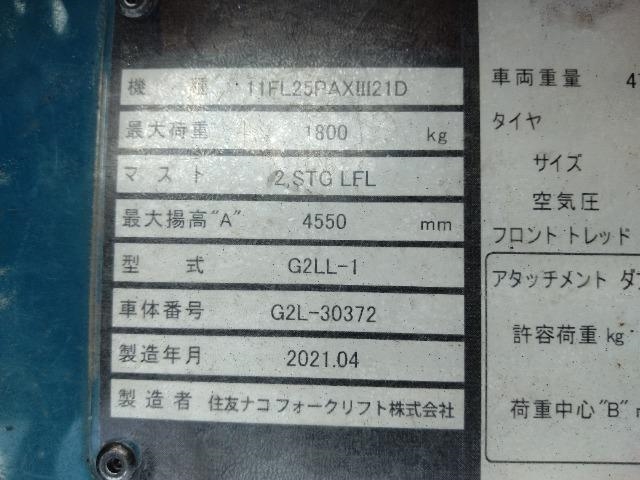 機 種 11FL25PAXⅢ21D
最大荷重 1800 kg
マスト 2,STG LFL
最大揚高"A" 4550 mm
型 式 G2LL-1
車体番号 G2L-30372
製造年月 2021.04
製造者 住友ナコ フォークリフト株式会社
車両重量
タイヤ
サイズ
空気圧
フロント トレッド
アタッチメント
許容荷重 kg
荷重中心"B"